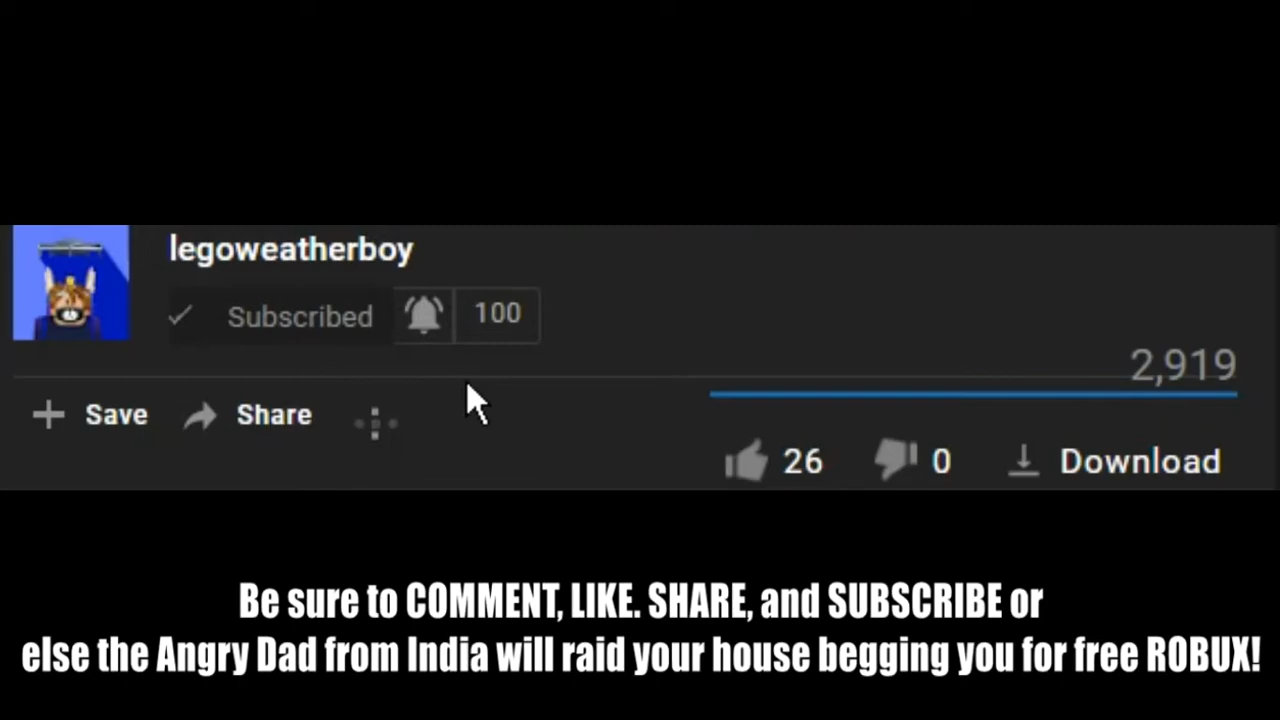 legoweatherboy
Subscribed 100
2,919
Save Share
26 0 Download
Be sure to COMMENT, LIKE. SHARE, and SUBSCRIBE or
else the Angry Dad from India will raid your house begging you for free ROBUX!